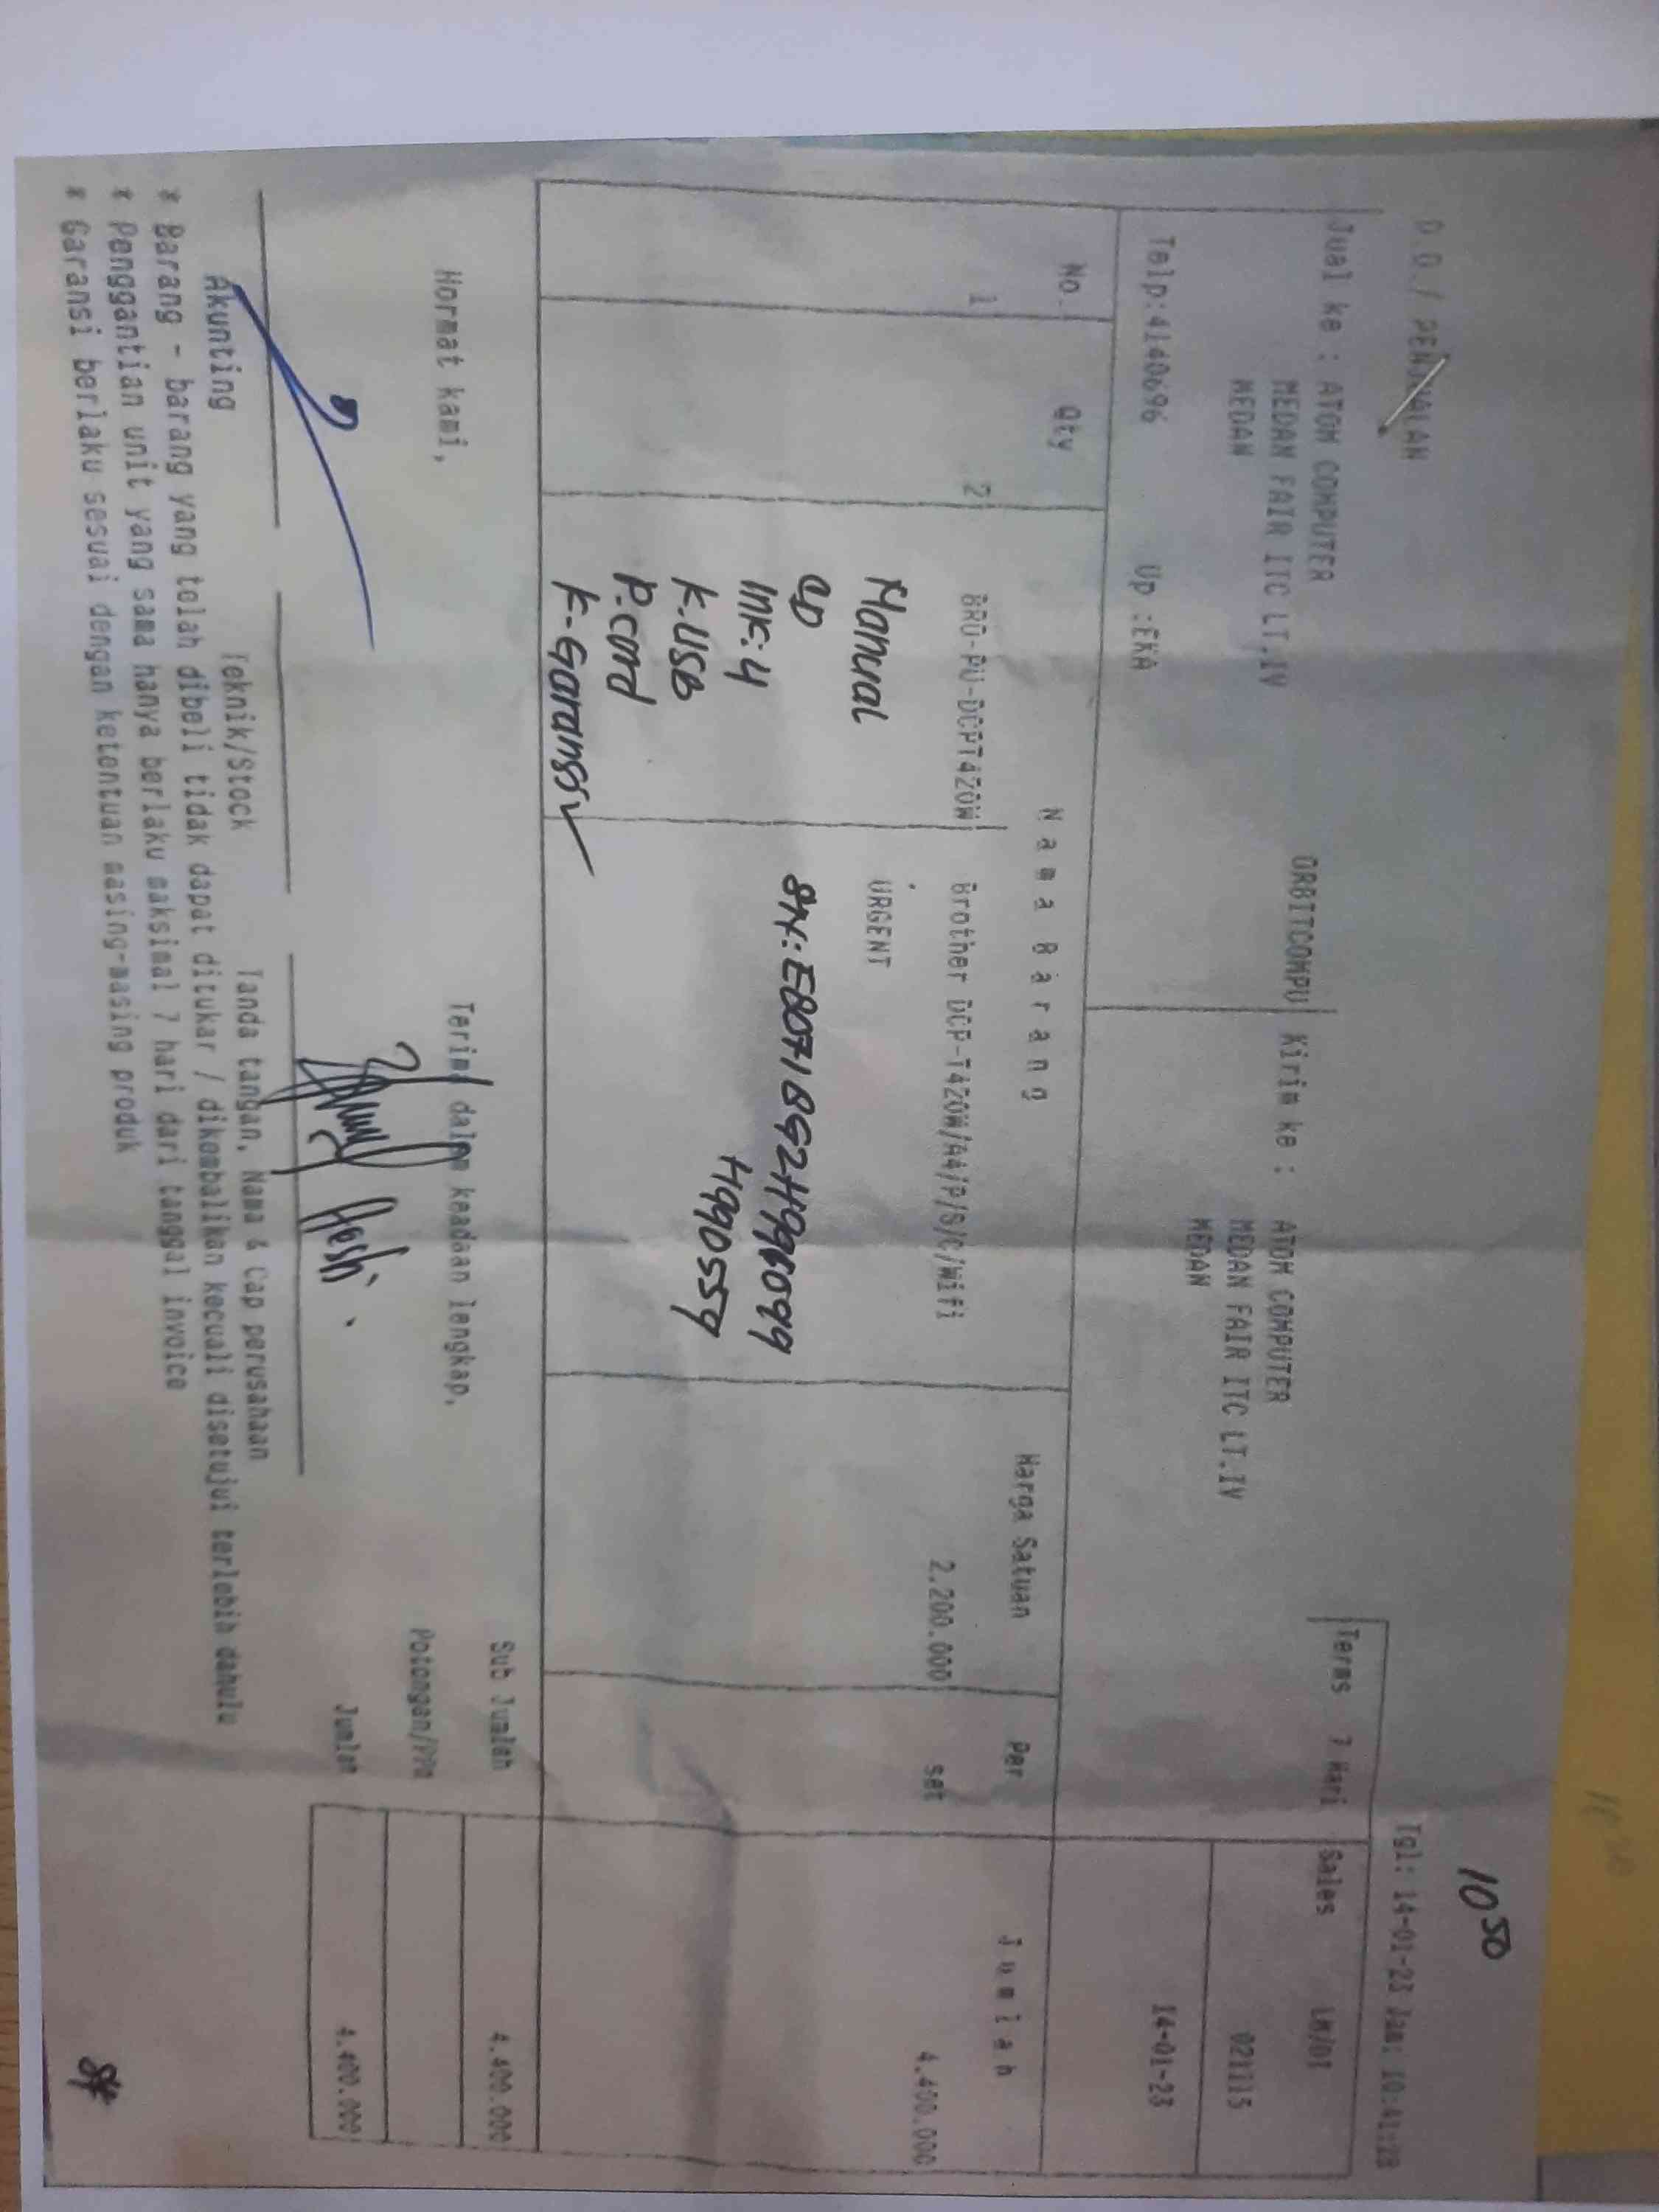 10 50
D.O./ PENJUALAN
Tgl: 14-01-23 Jam: 10:41:28
Jual ke : ATOM COMPUTER
MEDAN FAIR ITC LT.IV
MEDAN
Telp:4140696 Up :EKA
ORBITCOMPU
Kirim ke : ATOM COMPUTER
MEDAN FAIR ITC LT.IV
MEDAN
Terms 7 Hari
Sales LM/DI
021115
14-01-23
No. Qty Nama Barang Harga Satuan Per Jumlah
1 2 BRO-PU-DCPT420W Brother DCP-T420W/A4/P/S/C/Wifi 2.200.000 set 4.400.000
URGENT
Manual
CD
Ink: 4
K. USB
P. Cord
K-Garansi
H990559
Hormat kami,
Terima dalam keadaan lengkap,
Sub Jumlah 4.400.000
Potongan/PPn
Jumlah 4.400.000
Akunting Teknik/Stock Tanda tangan, Nama & Cap perusahaan
* Barang - barang yang telah dibeli tidak dapat ditukar / dikembalikan kecuali disetujui terlebih dahulu
* Penggantian unit yang sama hanya berlaku maksimal 7 hari dari tanggal invoice
* Garansi berlaku sesuai dengan ketentuan masing-masing produk